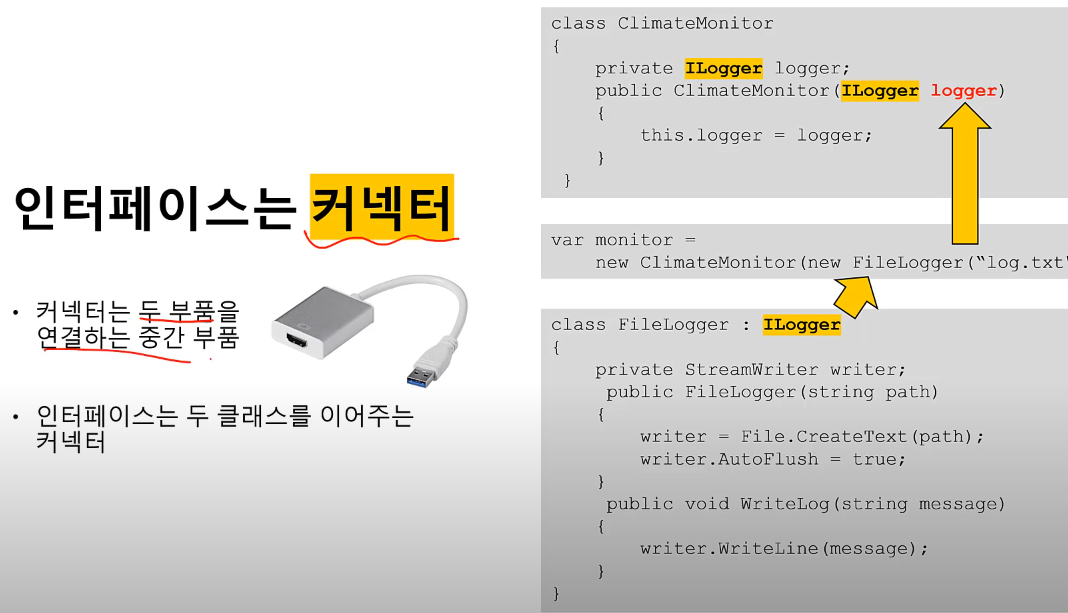 인터페이스는 커넥터
• 커넥터는 두 부품을
연결하는 중간 부품
• 인터페이스는 두 클래스를 이어주는
커넥터
class ClimateMonitor
{
    private ILogger logger;
    public ClimateMonitor(ILogger logger)
    {
        this.logger = logger;
    }
}
var monitor =
    new ClimateMonitor(new FileLogger(“log.txt"
class FileLogger : ILogger
{
    private StreamWriter writer;
    public FileLogger(string path)
    {
        writer = File.CreateText(path);
        writer.AutoFlush = true;
    }
    public void WriteLog(string message)
    {
        writer.WriteLine(message);
    }
}